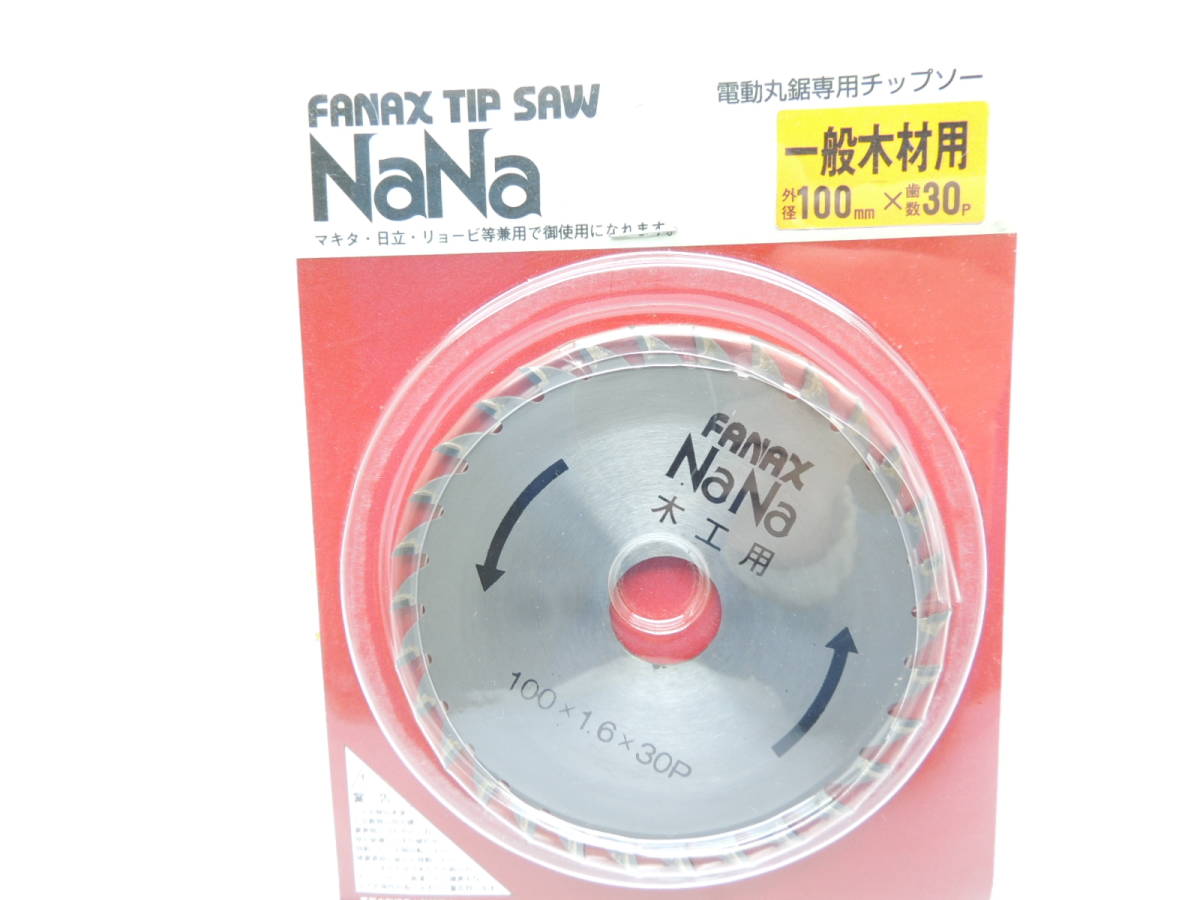 FANAX TIP SAW
NaNa
マキタ・日立・リョービ等兼用で御使用になれます。
電動丸鋸専用チップソー
一般木材用
外径100mm×歯数30P
FANAX
NaNa
木工用
100×1.6×30P